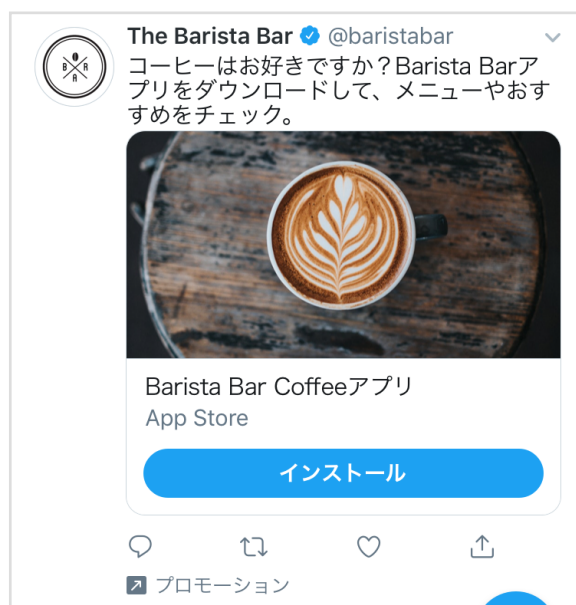 The Barista Bar @baristabar
コーヒーはお好きですか？Barista Barア
プリをダウンロードして、メニューやおす
すめをチェック。
B A R
A
Barista Bar Coffeeアプリ
App Store
インストール
プロモーション